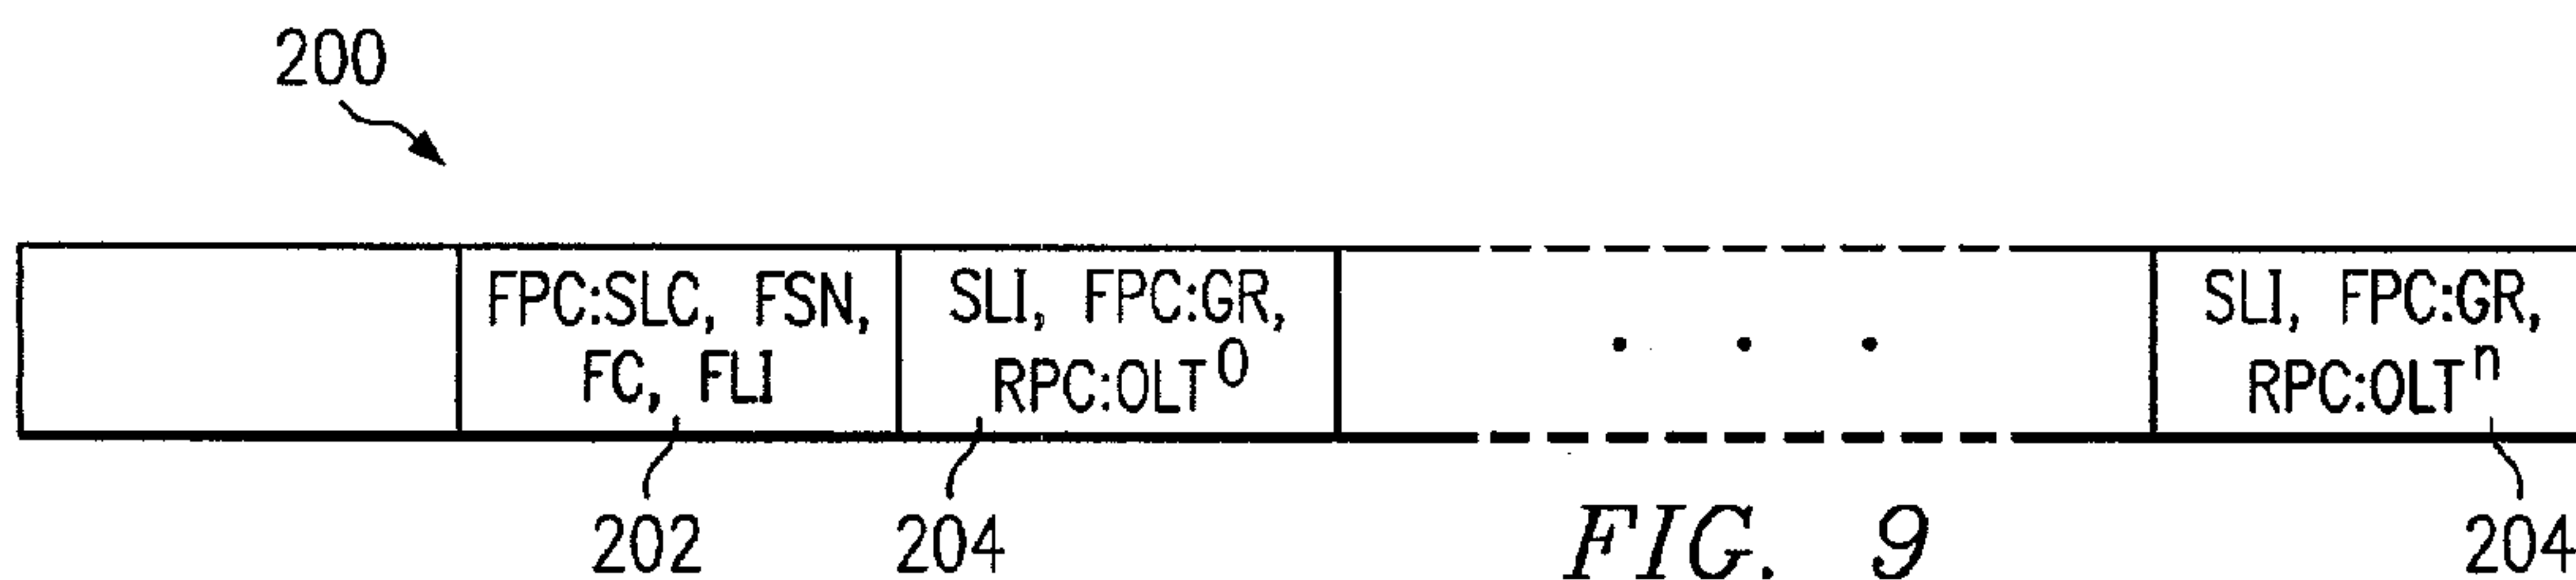 200
FPC:SLC, FSN,
FC, FLI
SLI, FPC:GR,
RPC:OLT⁰
. . .
SLI, FPC:GR,
RPC:OLTⁿ
202
204
204
FIG. 9